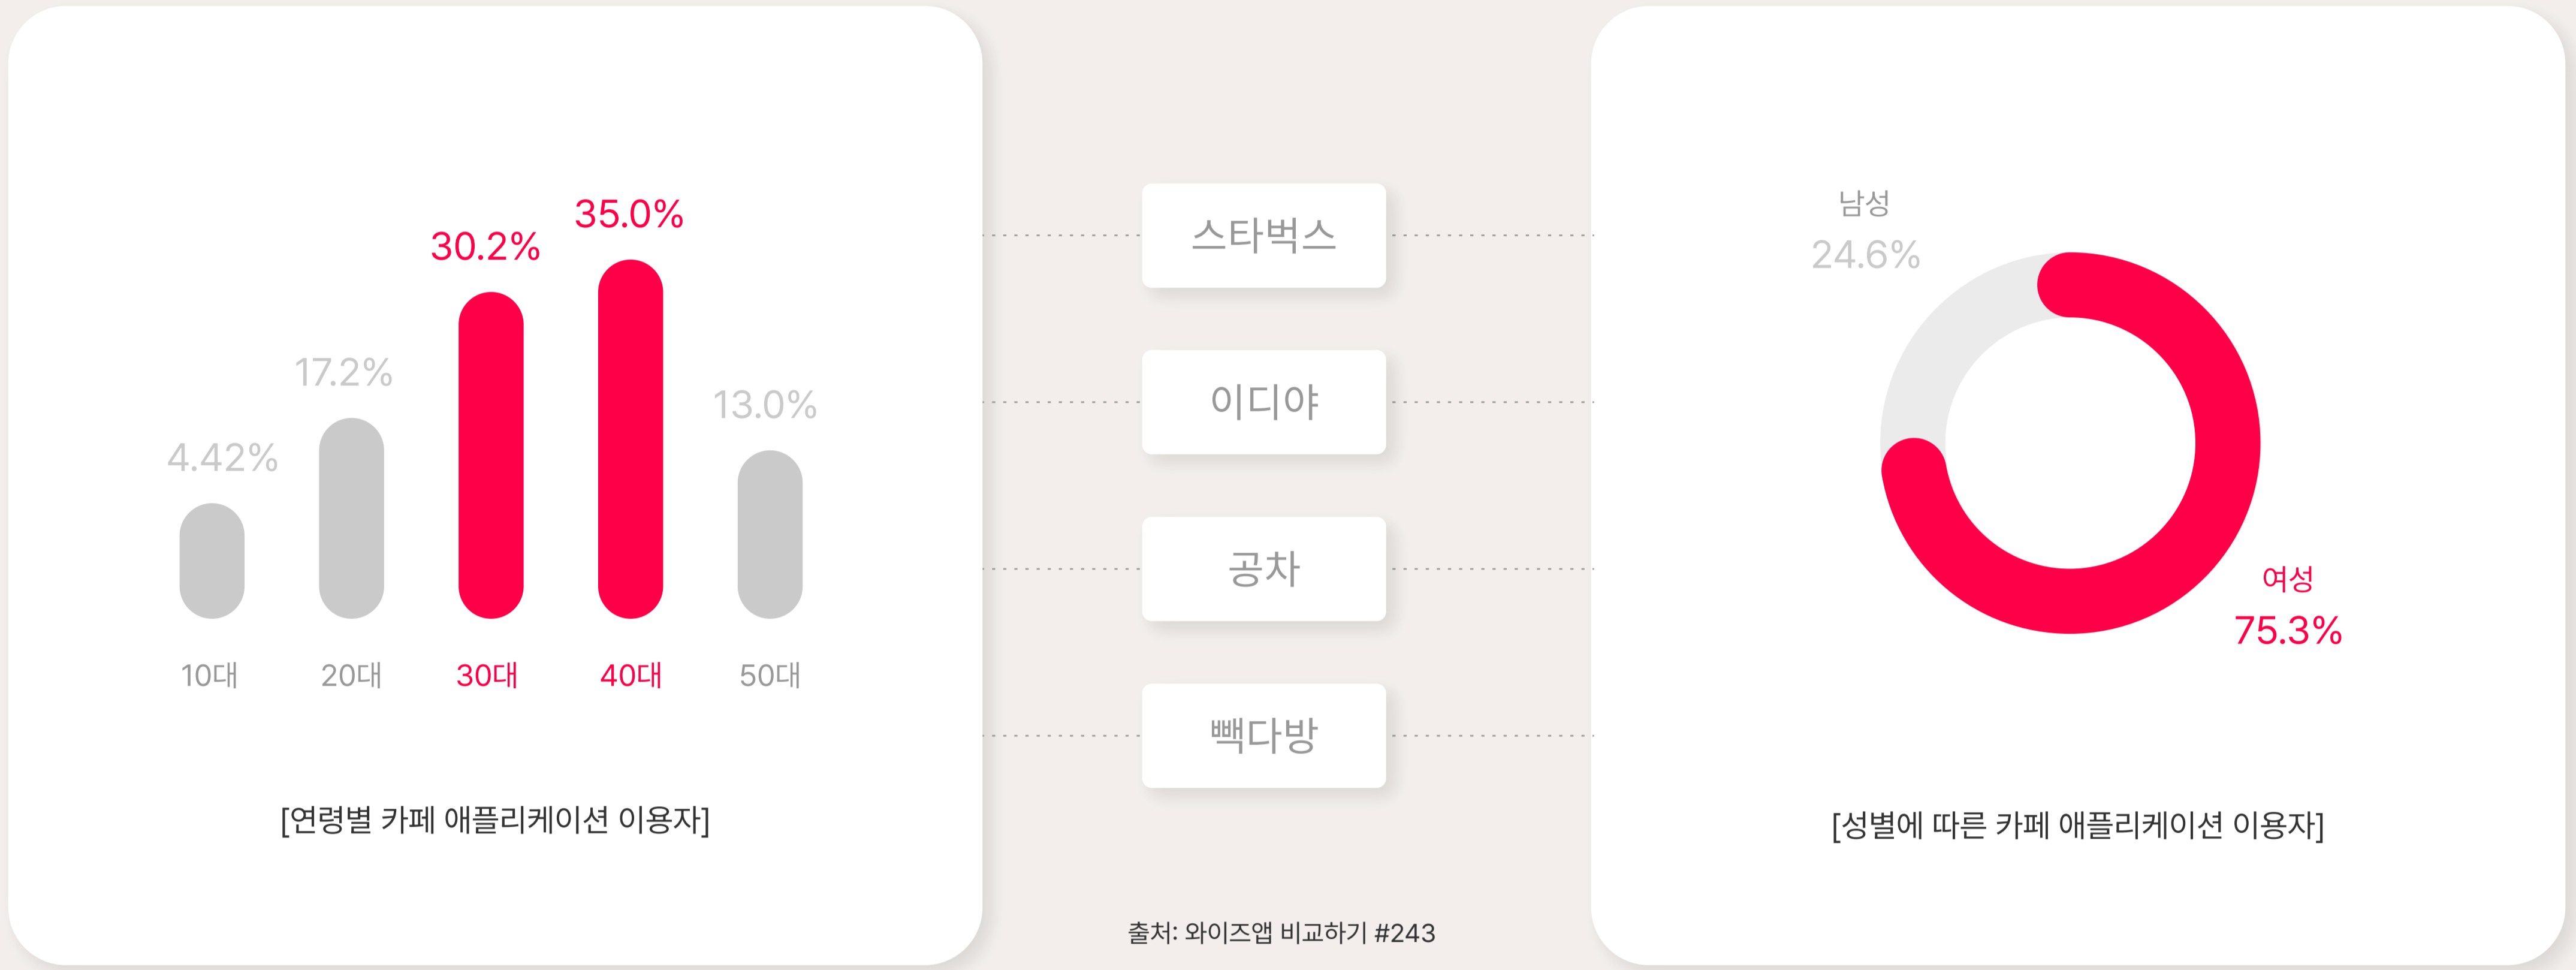 35.0%
30.2%
17.2%
13.0%
4.42%
10대 20대 30대 40대 50대
[연령별 카페 애플리케이션 이용자]
스타벅스
이디야
공차
빽다방
출처: 와이즈앱 비교하기 #243
남성
24.6%
여성
75.3%
[성별에 따른 카페 애플리케이션 이용자]